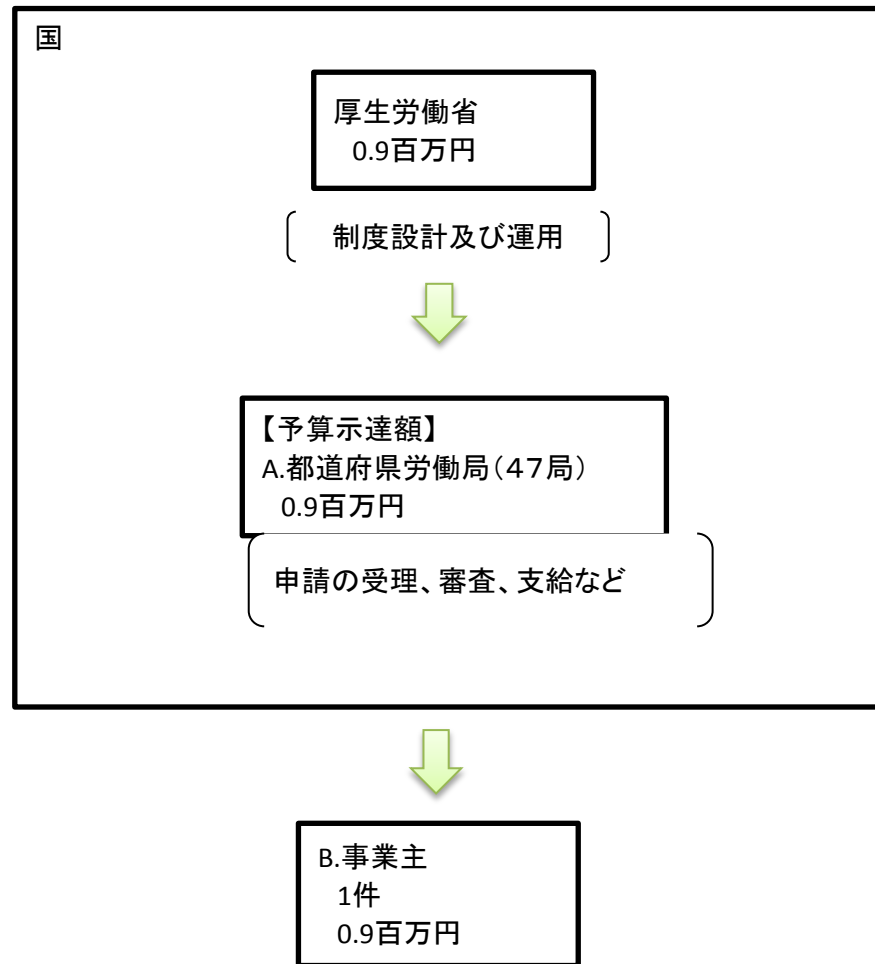 国
厚生労働省
0.9百万円
制度設計及び運用
【予算示達額】
A.都道府県労働局（４７局）
0.9百万円
申請の受理、審査、支給など
B.事業主
1件
0.9百万円